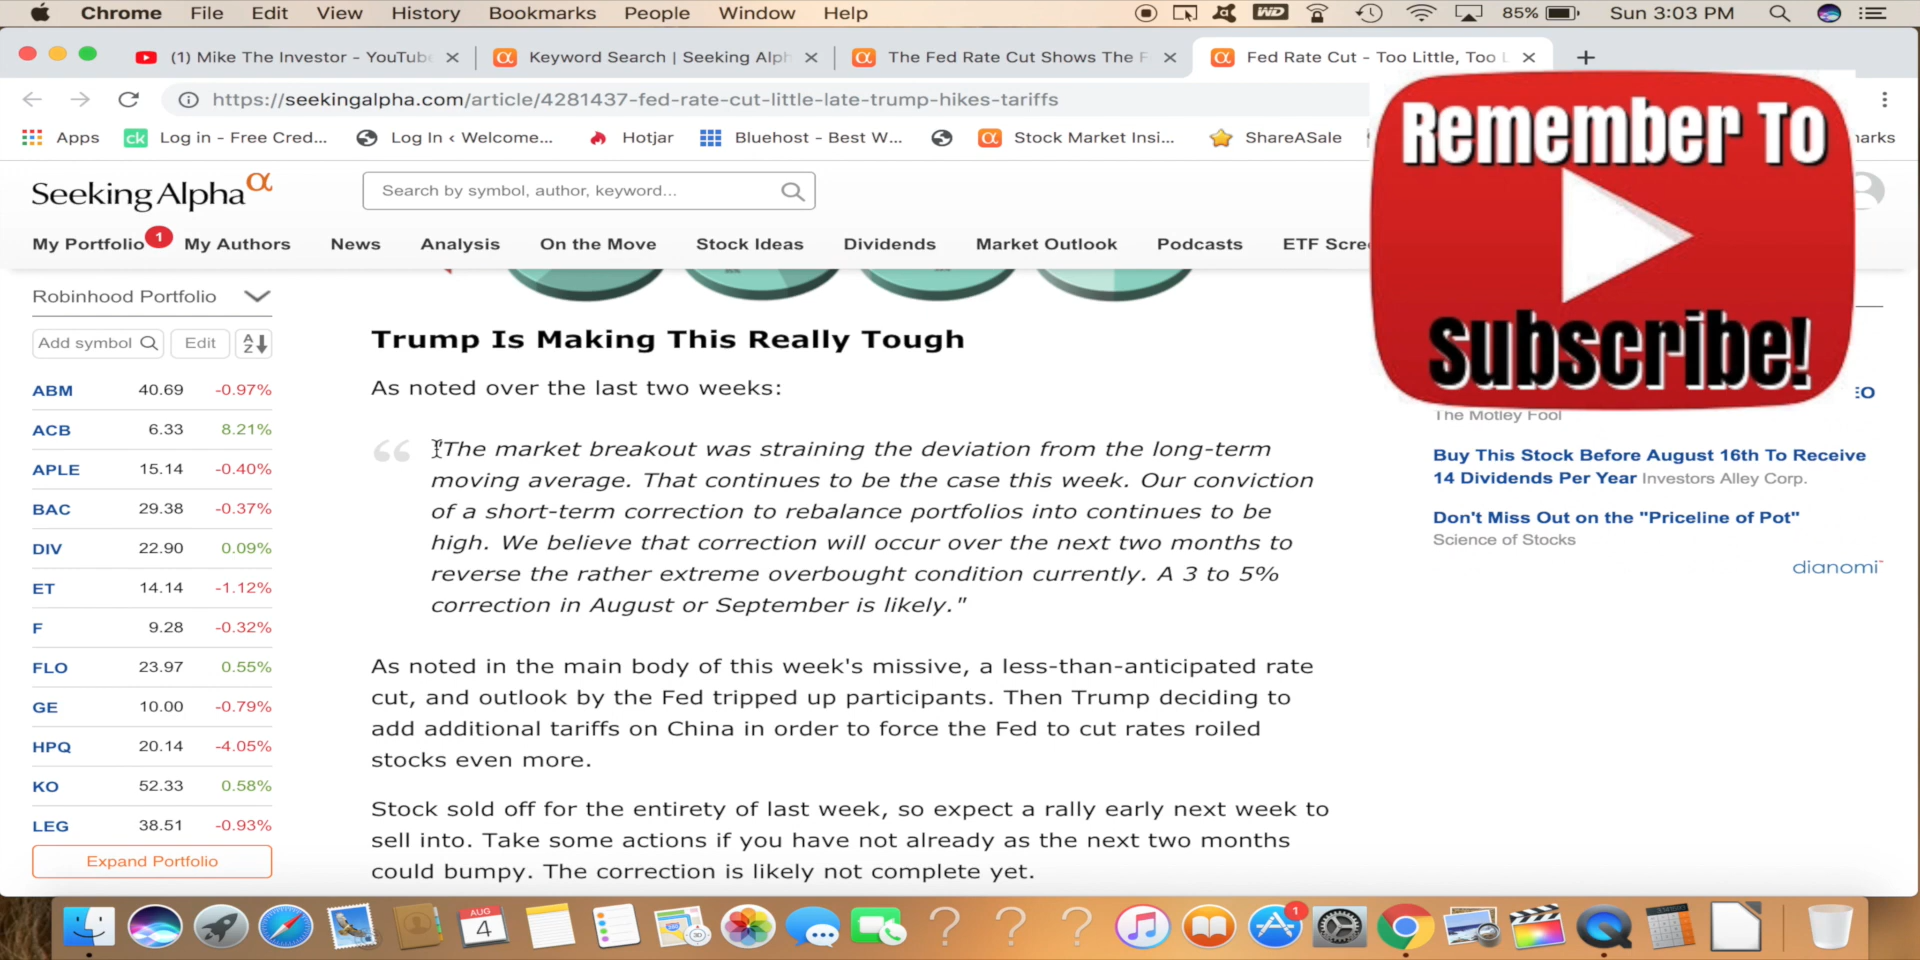 Chrome File Edit View History Bookmarks People Window Help WD 85% Sun 3:03 PM
(1) Mike The Investor - YouTube Keyword Search | Seeking Alph The Fed Rate Cut Shows The F Fed Rate Cut - Too Little, Too L
https://seekingalpha.com/article/4281437-fed-rate-cut-little-late-trump-hikes-tariffs
Apps ck Log in - Free Cred... Log In < Welcome... Hotjar Bluehost - Best W... Stock Market Insi... ShareASale
Remember To
Subscribe!
Seeking Alpha α
Search by symbol, author, keyword...
My Portfolio 1 My Authors News Analysis On the Move Stock Ideas Dividends Market Outlook Podcasts ETF Scre
Robinhood Portfolio
Add symbol Edit A Z
ABM 40.69 -0.97%
ACB 6.33 8.21%
APLE 15.14 -0.40%
BAC 29.38 -0.37%
DIV 22.90 0.09%
ET 14.14 -1.12%
F 9.28 -0.32%
FLO 23.97 0.55%
GE 10.00 -0.79%
HPQ 20.14 -4.05%
KO 52.33 0.58%
LEG 38.51 -0.93%
Expand Portfolio
Trump Is Making This Really Tough
As noted over the last two weeks:
"The market breakout was straining the deviation from the long-term
moving average. That continues to be the case this week. Our conviction
of a short-term correction to rebalance portfolios into continues to be
high. We believe that correction will occur over the next two months to
reverse the rather extreme overbought condition currently. A 3 to 5%
correction in August or September is likely."
As noted in the main body of this week's missive, a less-than-anticipated rate
cut, and outlook by the Fed tripped up participants. Then Trump deciding to
add additional tariffs on China in order to force the Fed to cut rates roiled
stocks even more.
Stock sold off for the entirety of last week, so expect a rally early next week to
sell into. Take some actions if you have not already as the next two months
could bumpy. The correction is likely not complete yet.
The Motley Fool
Buy This Stock Before August 16th To Receive
14 Dividends Per Year Investors Alley Corp.
Don't Miss Out on the "Priceline of Pot"
Science of Stocks
dianomi
AUG
4
1